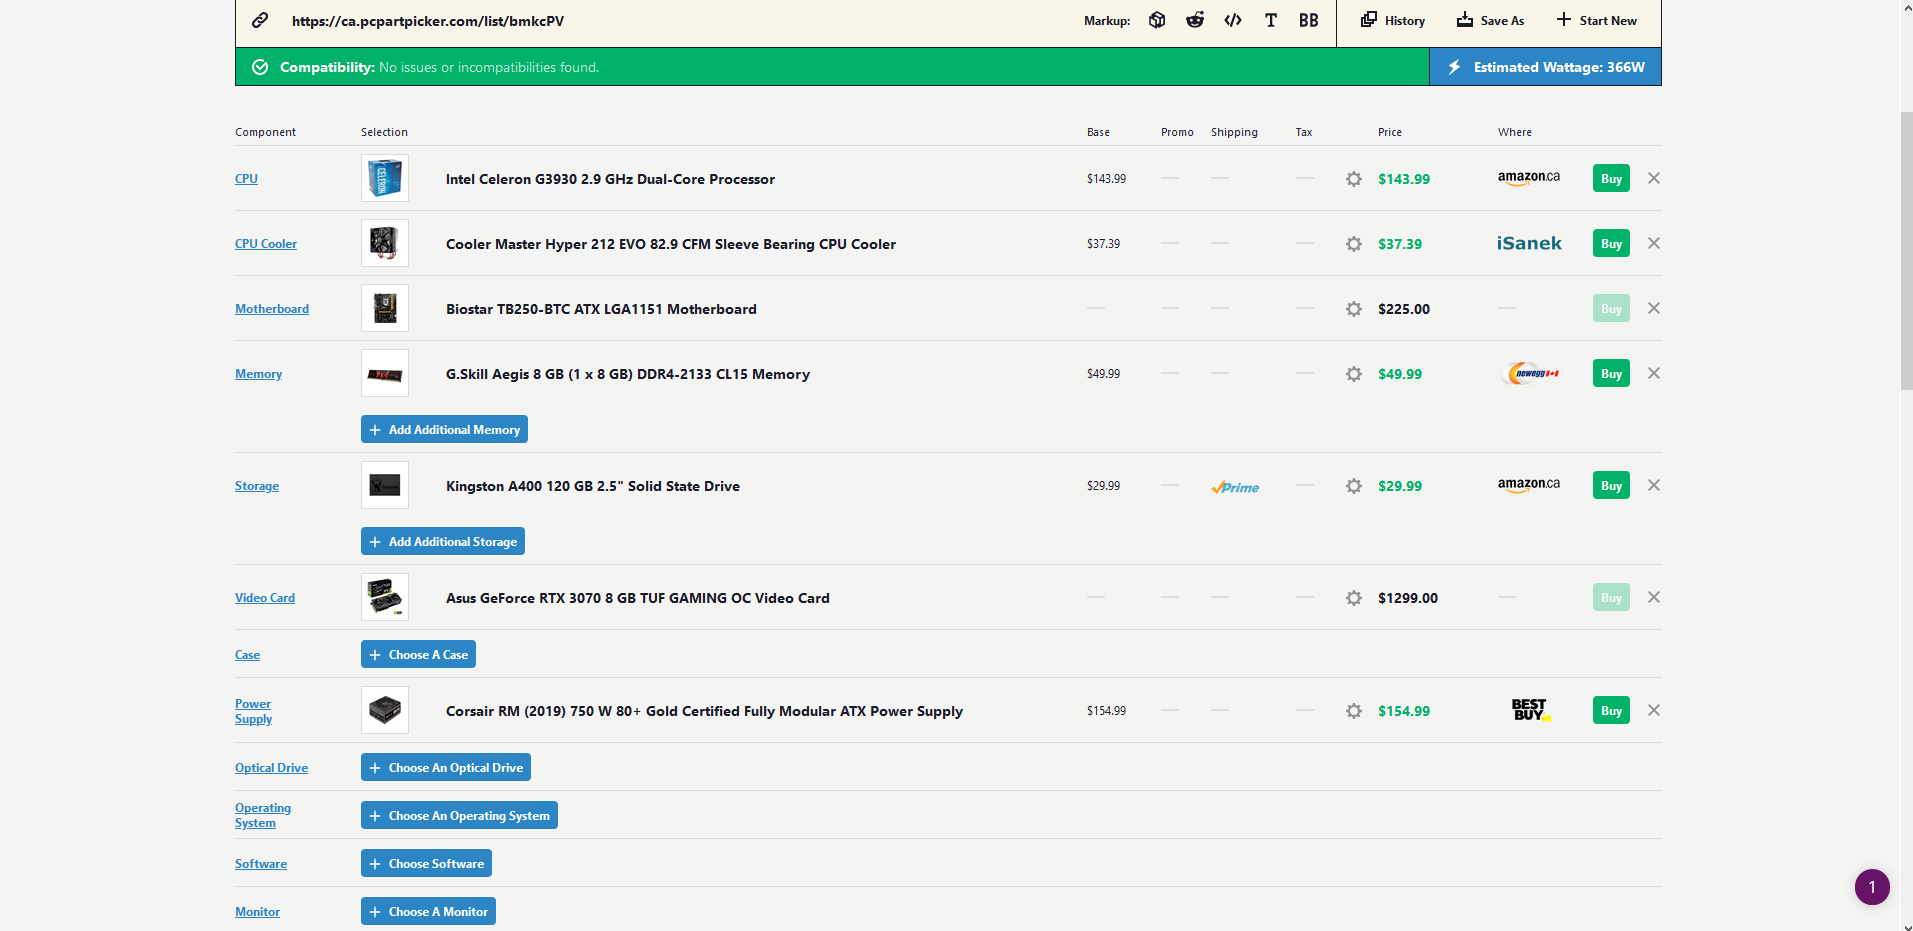 https://ca.pcpartpicker.com/list/bmkcPV Markup: T BB History Save As Start New
Compatibility: No issues or incompatibilities found. Estimated Wattage: 366W
Component Selection Base Promo Shipping Tax Price Where
CPU CELERON Intel Celeron G3930 2.9 GHz Dual-Core Processor $143.99 — — — $143.99 amazon.ca Buy
CPU Cooler Cooler Master Hyper 212 EVO 82.9 CFM Sleeve Bearing CPU Cooler $37.39 — — — $37.39 iSanek Buy
Motherboard Biostar TB250-BTC ATX LGA1151 Motherboard — — — — $225.00 — Buy
Memory G.Skill Aegis 8 GB (1 x 8 GB) DDR4-2133 CL15 Memory $49.99 — — — $49.99 newegg Buy
+ Add Additional Memory
Storage Kingston A400 120 GB 2.5" Solid State Drive $29.99 — Prime — $29.99 amazon.ca Buy
+ Add Additional Storage
Video Card Asus GeForce RTX 3070 8 GB TUF GAMING OC Video Card — — — — $1299.00 — Buy
Case + Choose A Case
Power Supply Corsair RM (2019) 750 W 80+ Gold Certified Fully Modular ATX Power Supply $154.99 — — — $154.99 BEST BUY Buy
Optical Drive + Choose An Optical Drive
Operating System + Choose An Operating System
Software + Choose Software
Monitor + Choose A Monitor
1